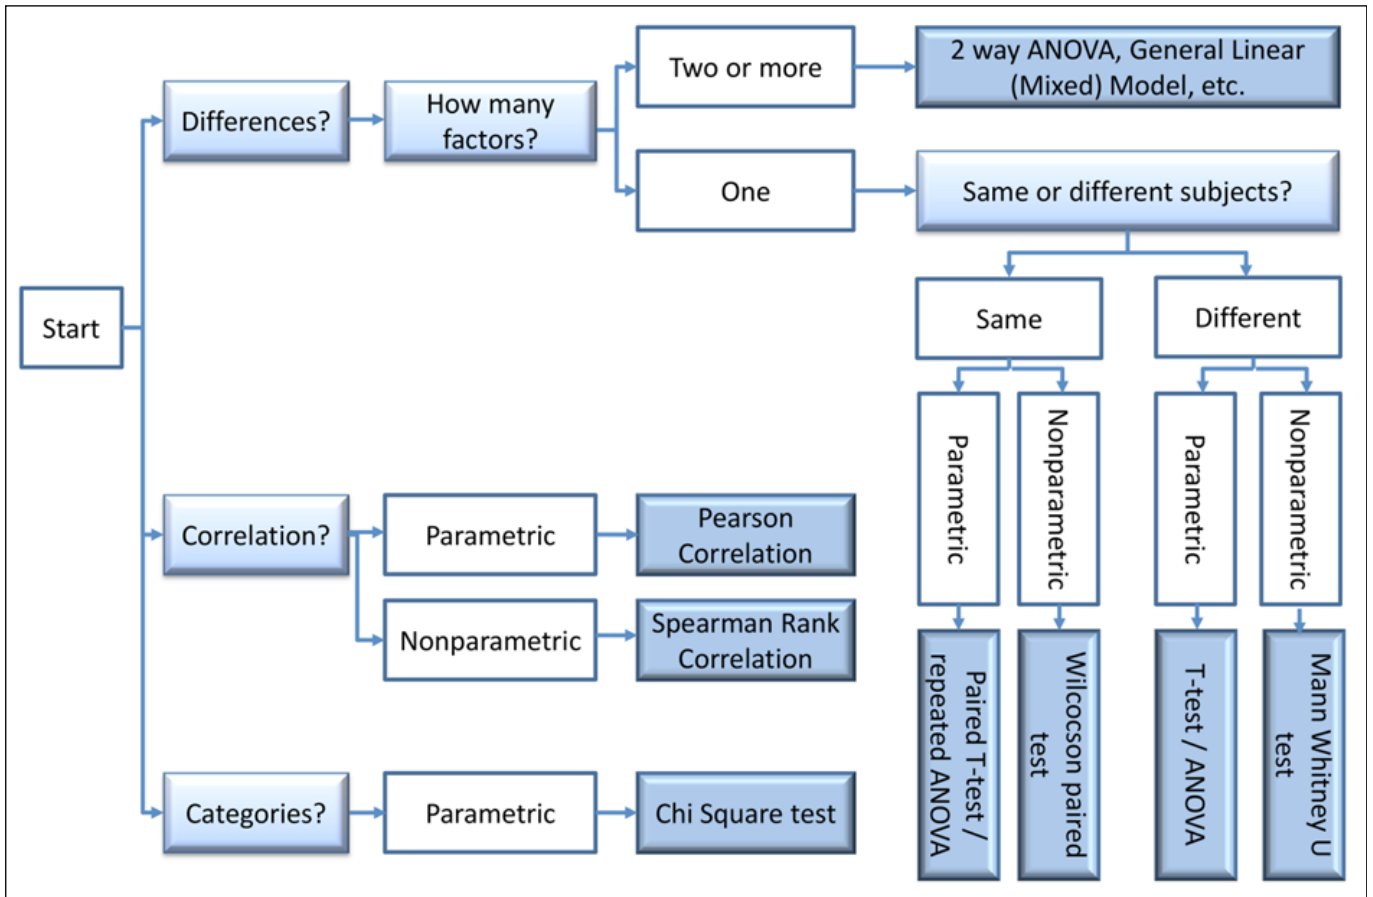 Start
Differences?
How many
factors?
Two or more
2 way ANOVA, General Linear
(Mixed) Model, etc.
One
Same or different subjects?
Same
Different
Parametric
Nonparametric
Parametric
Nonparametric
Paired T-test /
repeated ANOVA
Wilcocson paired
test
T-test / ANOVA
Mann Whitney U
test
Correlation?
Parametric
Pearson
Correlation
Nonparametric
Spearman Rank
Correlation
Categories?
Parametric
Chi Square test